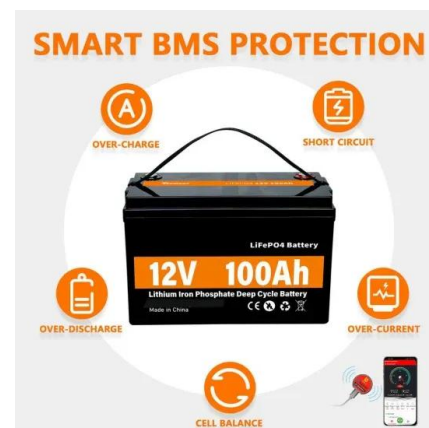 SMART BMS PROTECTION
A
OVER-CHARGE
SHORT CIRCUIT
LiFePO4 Battery
12V 100Ah
Lithium Iron Phosphate Deep Cycle Battery
Made in China
CE
OVER-DISCHARGE
OVER-CURRENT
CELL BALANCE